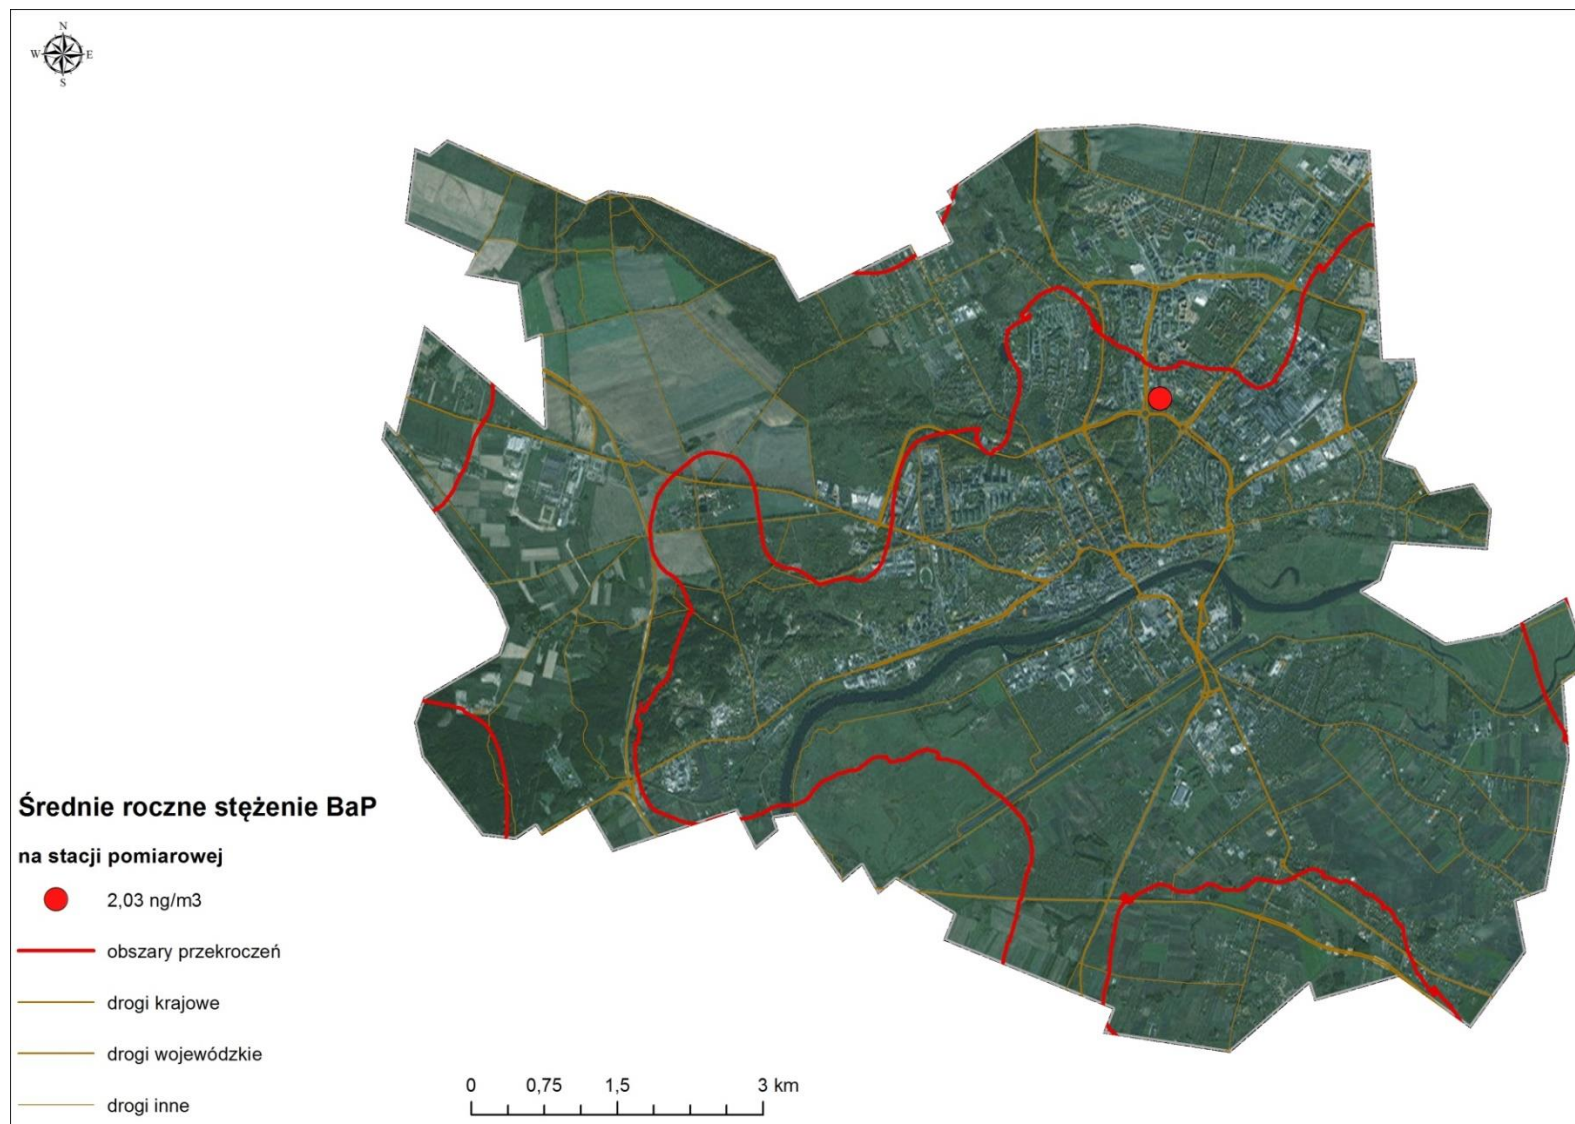 N
W E
S
Średnie roczne stężenie BaP
na stacji pomiarowej
2,03 ng/m3
obszary przekroczeń
drogi krajowe
drogi wojewódzkie
drogi inne
0 0,75 1,5 3 km